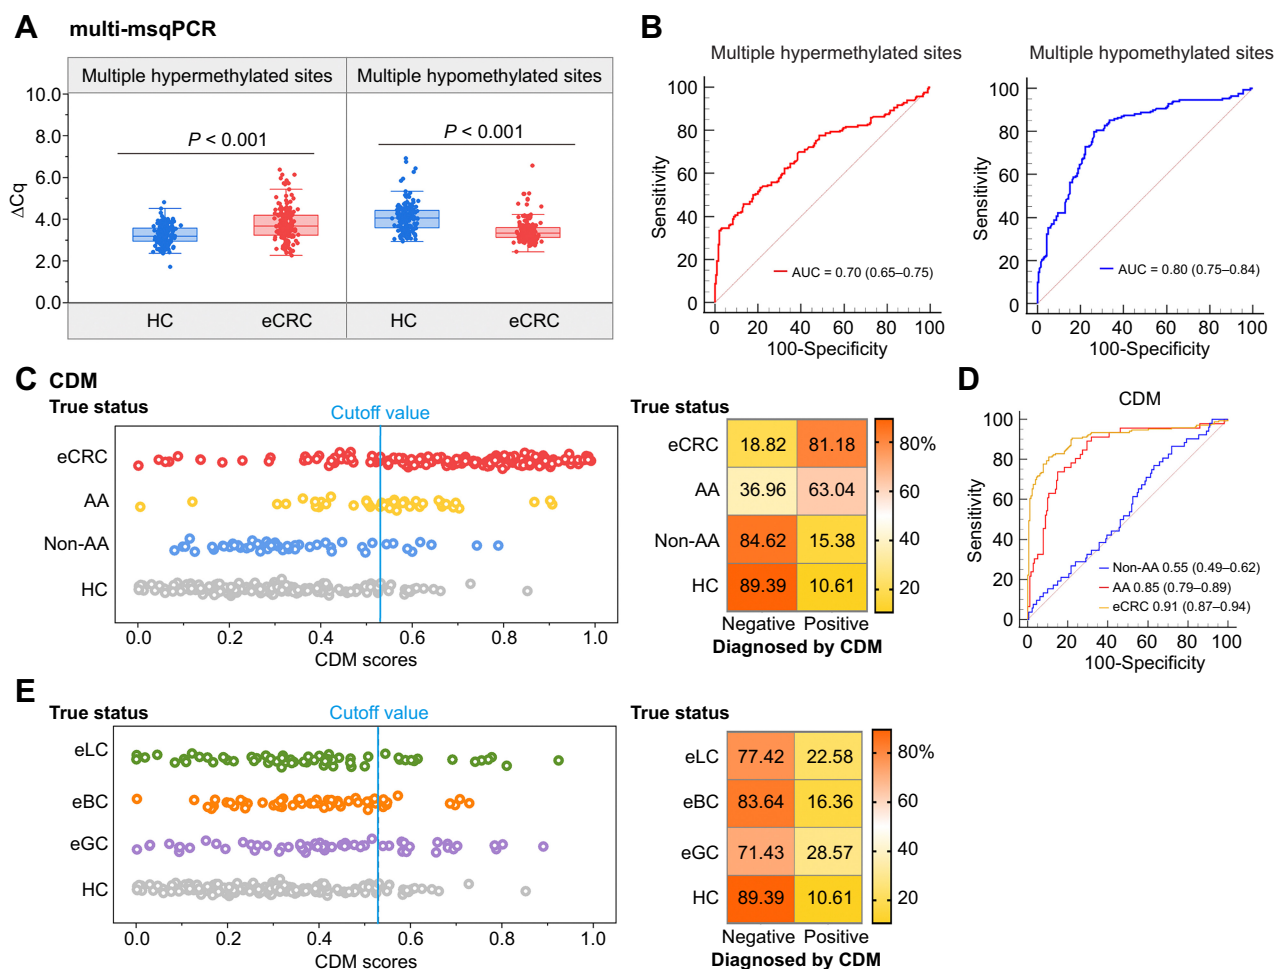 A multi-msqPCR
Multiple hypermethylated sites Multiple hypomethylated sites
10.0
8.0
6.0
4.0
2.0
0.0
ΔCq
P < 0.001
P < 0.001
HC eCRC HC eCRC
B
Multiple hypermethylated sites
100
80
60
40
20
0
Sensitivity
AUC = 0.70 (0.65–0.75)
0 20 40 60 80 100
100-Specificity
Multiple hypomethylated sites
100
80
60
40
20
0
Sensitivity
AUC = 0.80 (0.75–0.84)
0 20 40 60 80 100
100-Specificity
C CDM
True status
Cutoff value
eCRC
AA
Non-AA
HC
0.0 0.2 0.4 0.6 0.8 1.0
CDM scores
True status
eCRC 18.82 81.18
AA 36.96 63.04
Non-AA 84.62 15.38
HC 89.39 10.61
Negative Positive
Diagnosed by CDM
80%
60
40
20
D
CDM
100
80
60
40
20
0
Sensitivity
Non-AA 0.55 (0.49–0.62)
AA 0.85 (0.79–0.89)
eCRC 0.91 (0.87–0.94)
0 20 40 60 80 100
100-Specificity
E
True status
Cutoff value
eLC
eBC
eGC
HC
0.0 0.2 0.4 0.6 0.8 1.0
CDM scores
True status
eLC 77.42 22.58
eBC 83.64 16.36
eGC 71.43 28.57
HC 89.39 10.61
Negative Positive
Diagnosed by CDM
80%
60
40
20